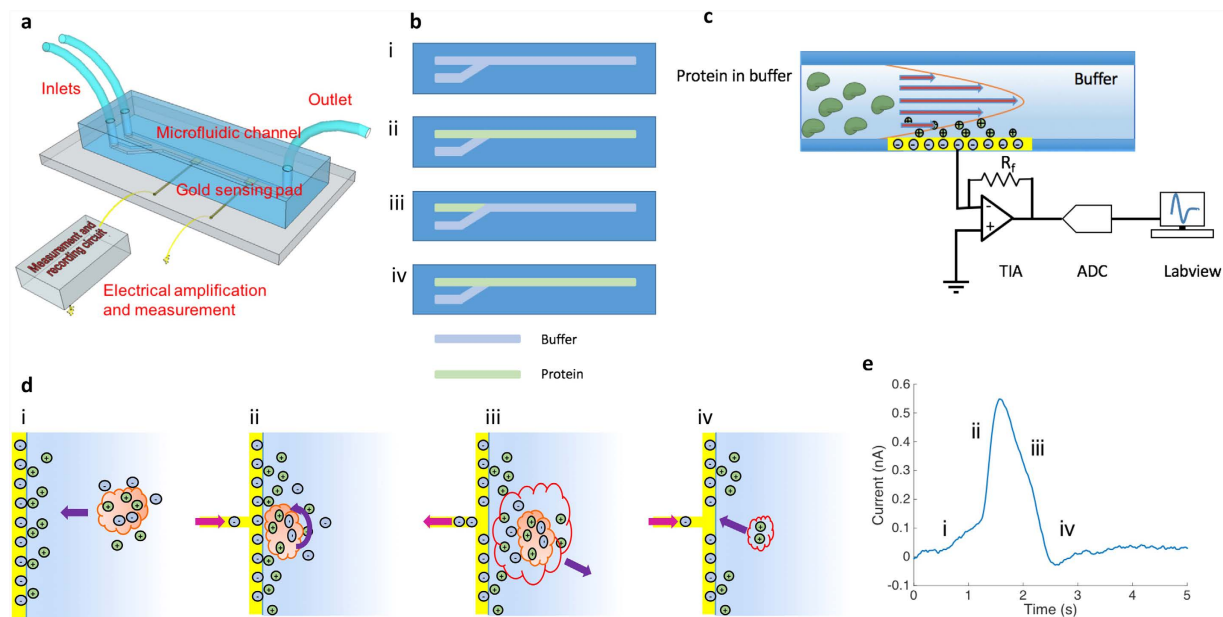 a
Inlets
Outlet
Microfluidic channel
Gold sensing pad
Measurement and
recording circuit
Electrical amplification
and measurement
b
i
ii
iii
iv
Buffer
Protein
c
Protein in buffer
Buffer
+ + + + + + + + +
- - - - - - - -
Rf
-
+
TIA
ADC
Labview
d
i
ii
iii
iv
e
0.6
0.5
0.4
0.3
0.2
0.1
0
-0.1
Current (nA)
i
ii
iii
iv
0
1
2
3
4
5
Time (s)